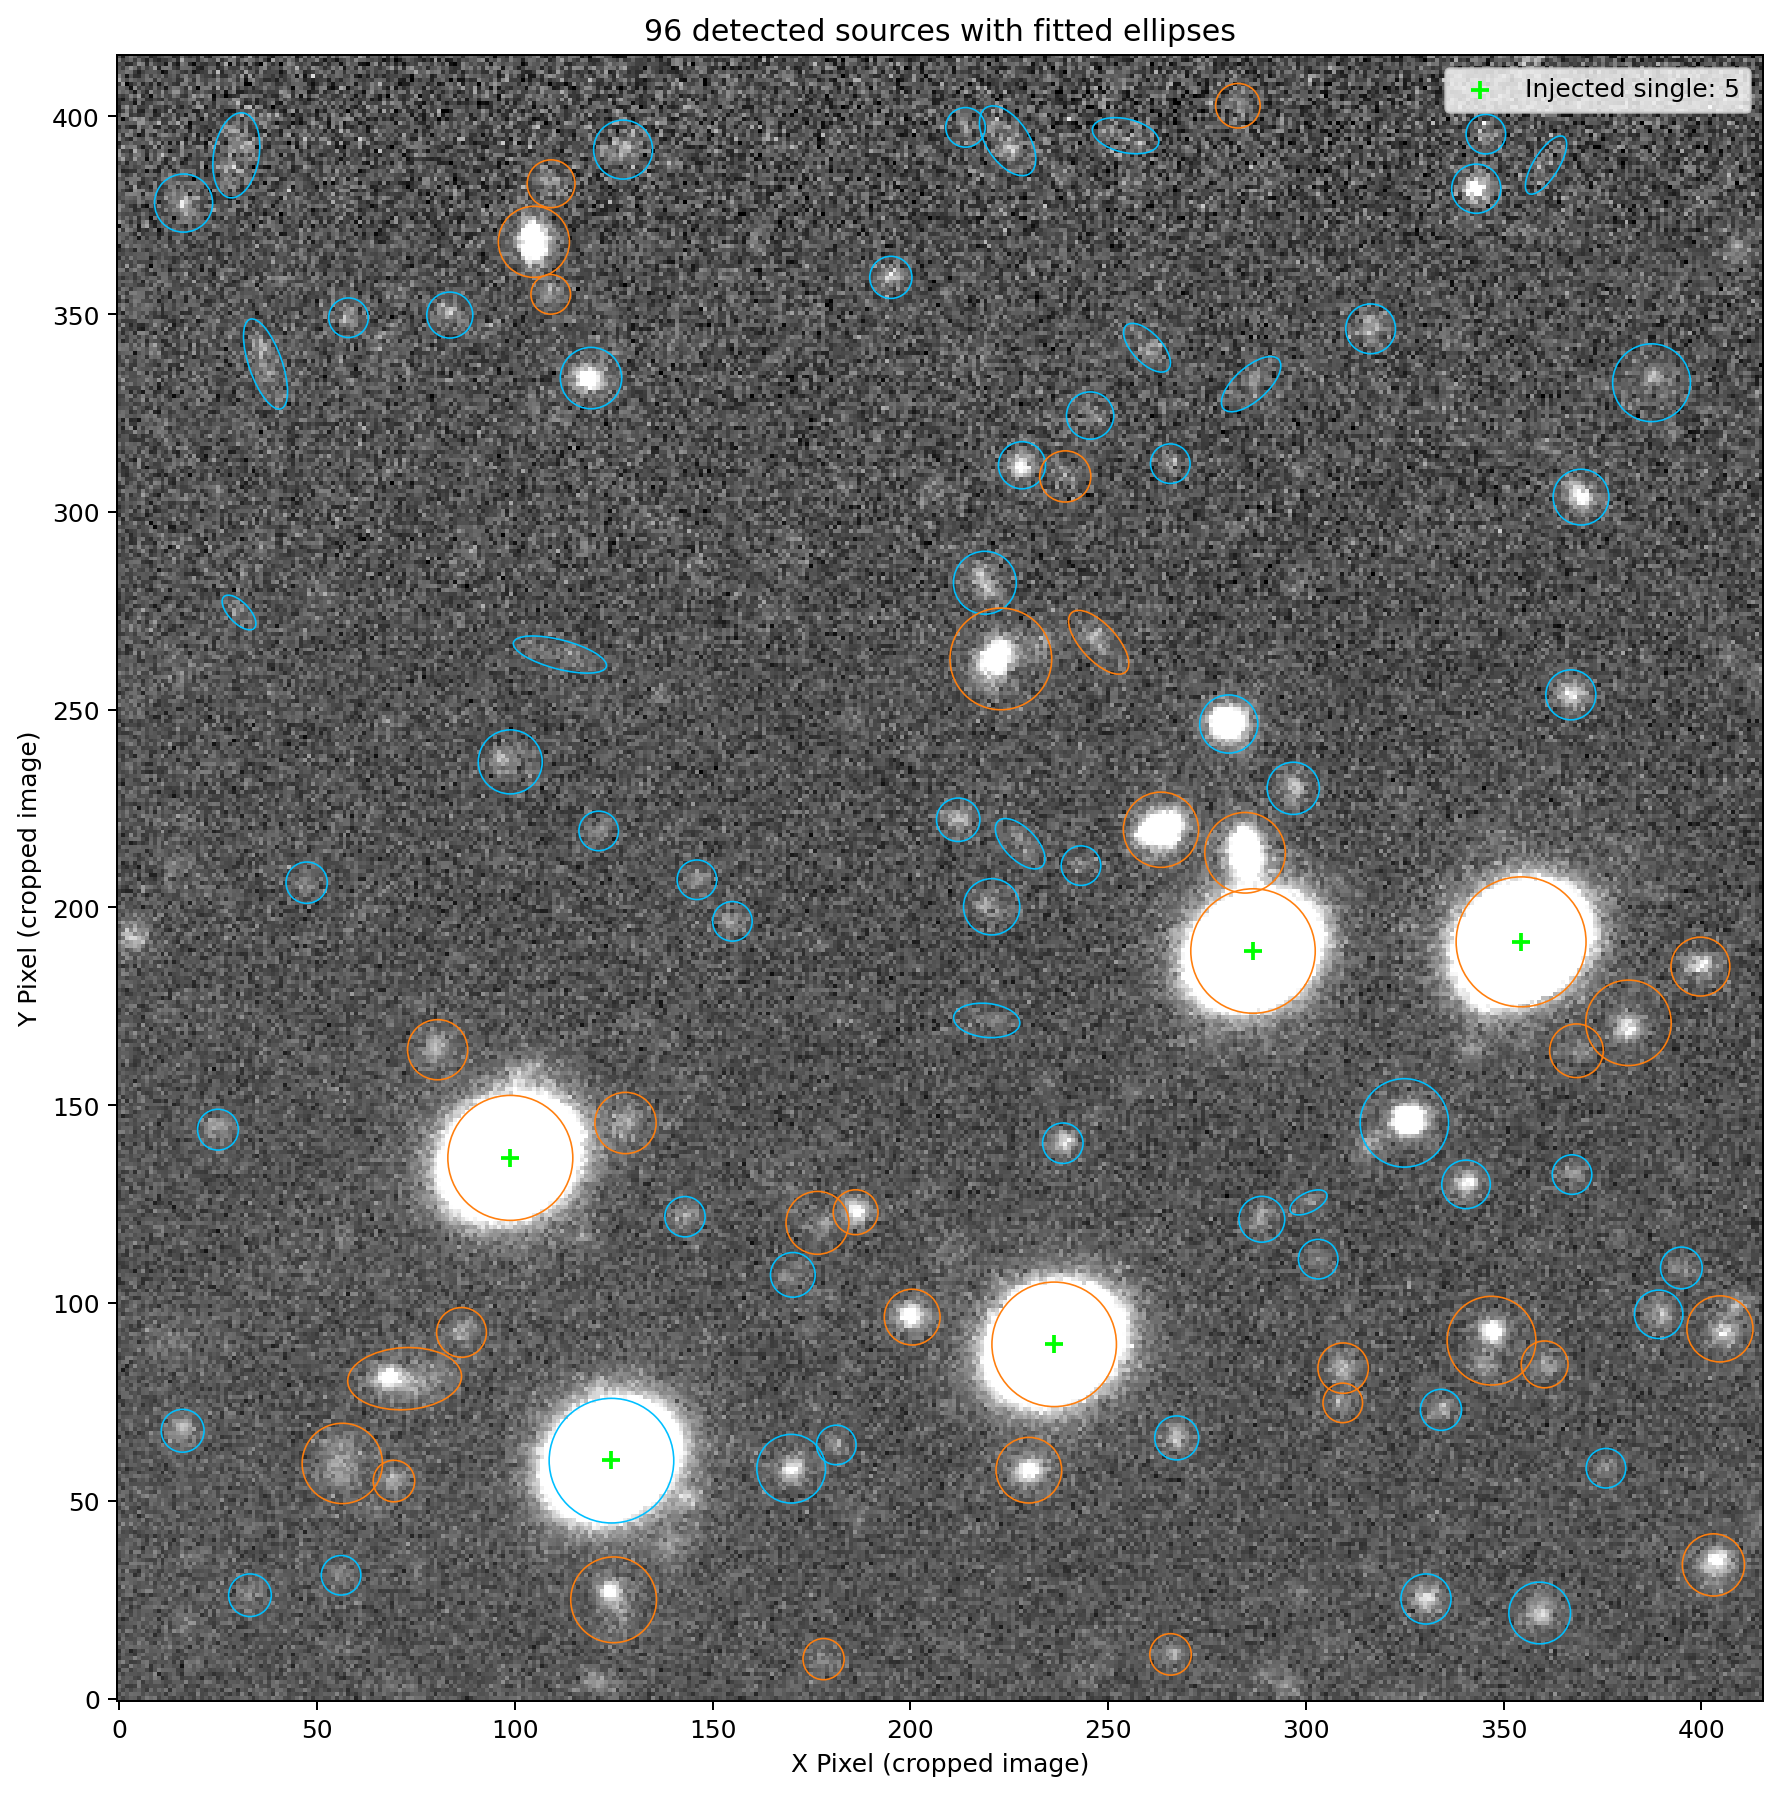 96 detected sources with fitted ellipses
Injected single: 5
Y Pixel (cropped image)
400
350
300
250
200
150
100
50
0
0 50 100 150 200 250 300 350 400
X Pixel (cropped image)